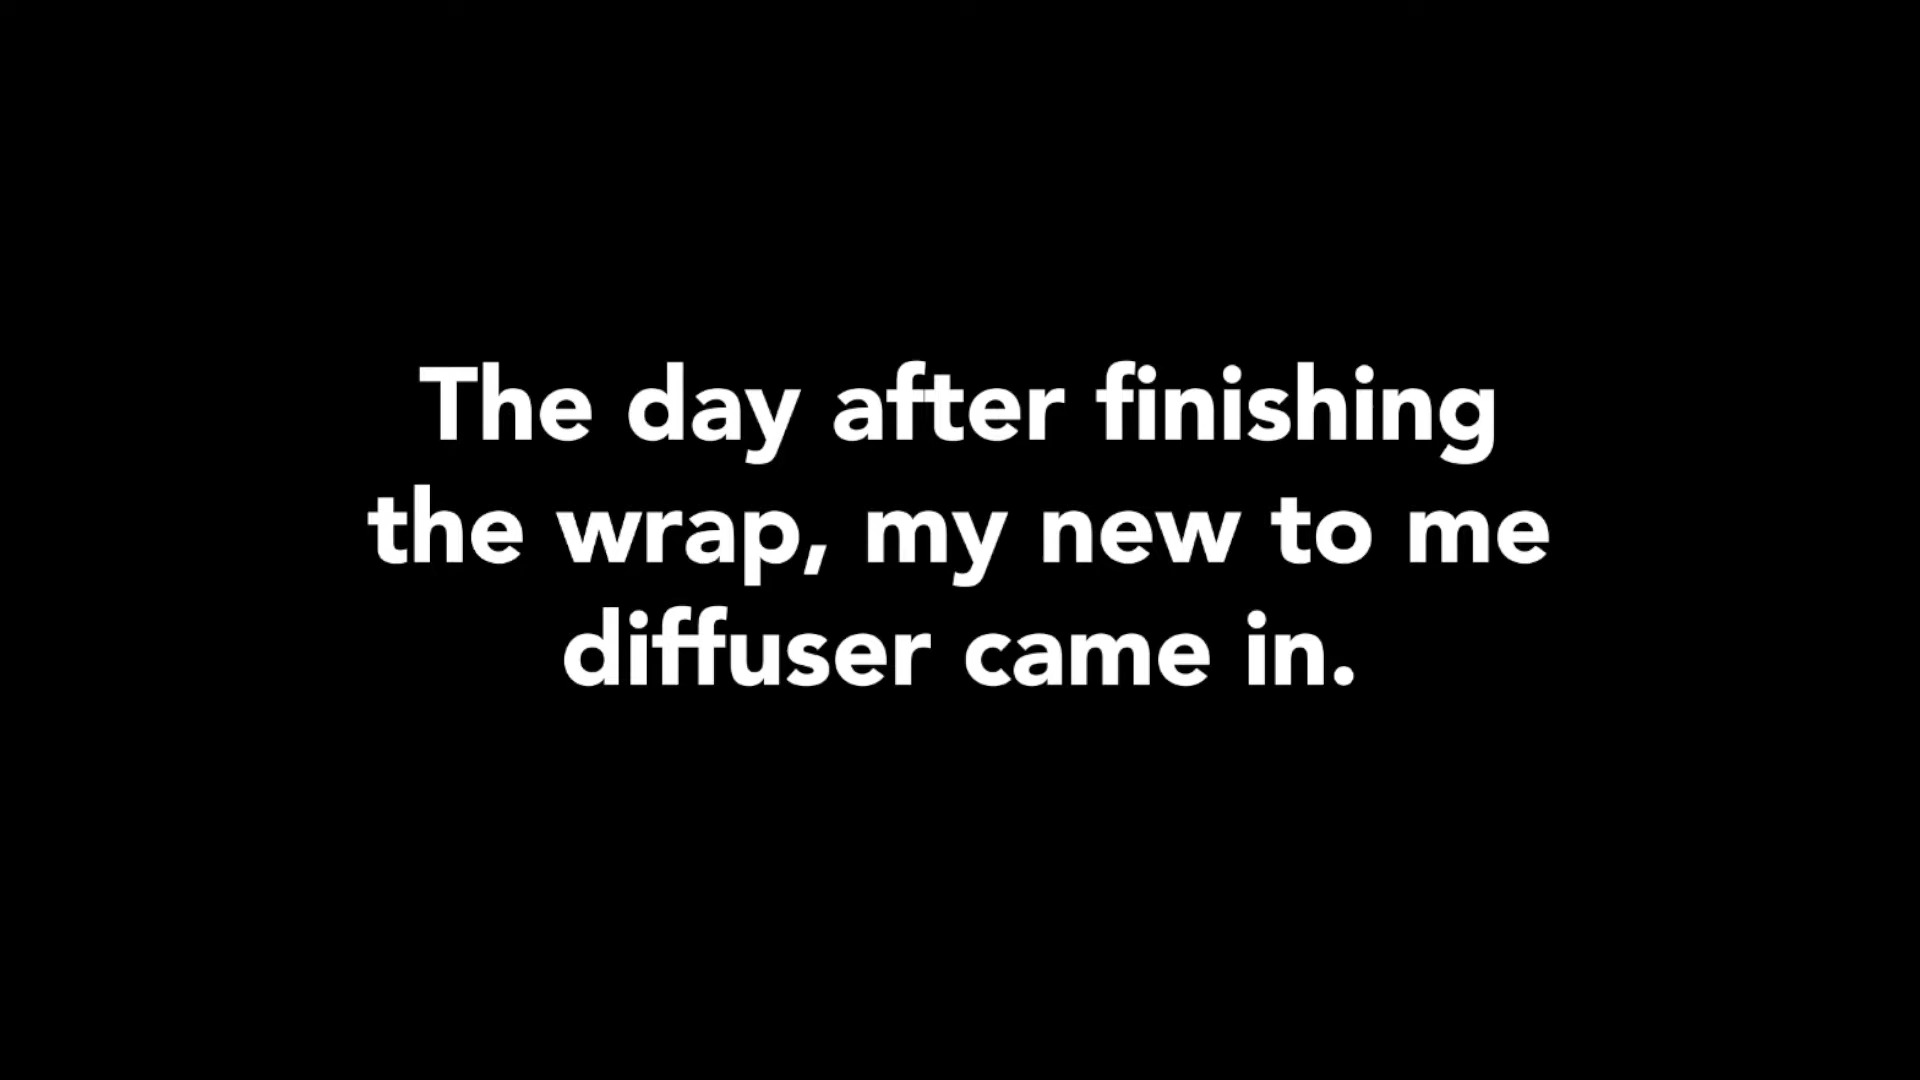 The day after finishing
the wrap, my new to me
diffuser came in.